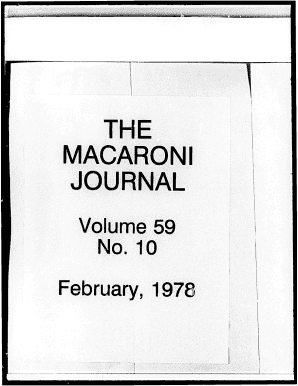 THE
MACARONI
JOURNAL
Volume 59
No. 10
February, 1978